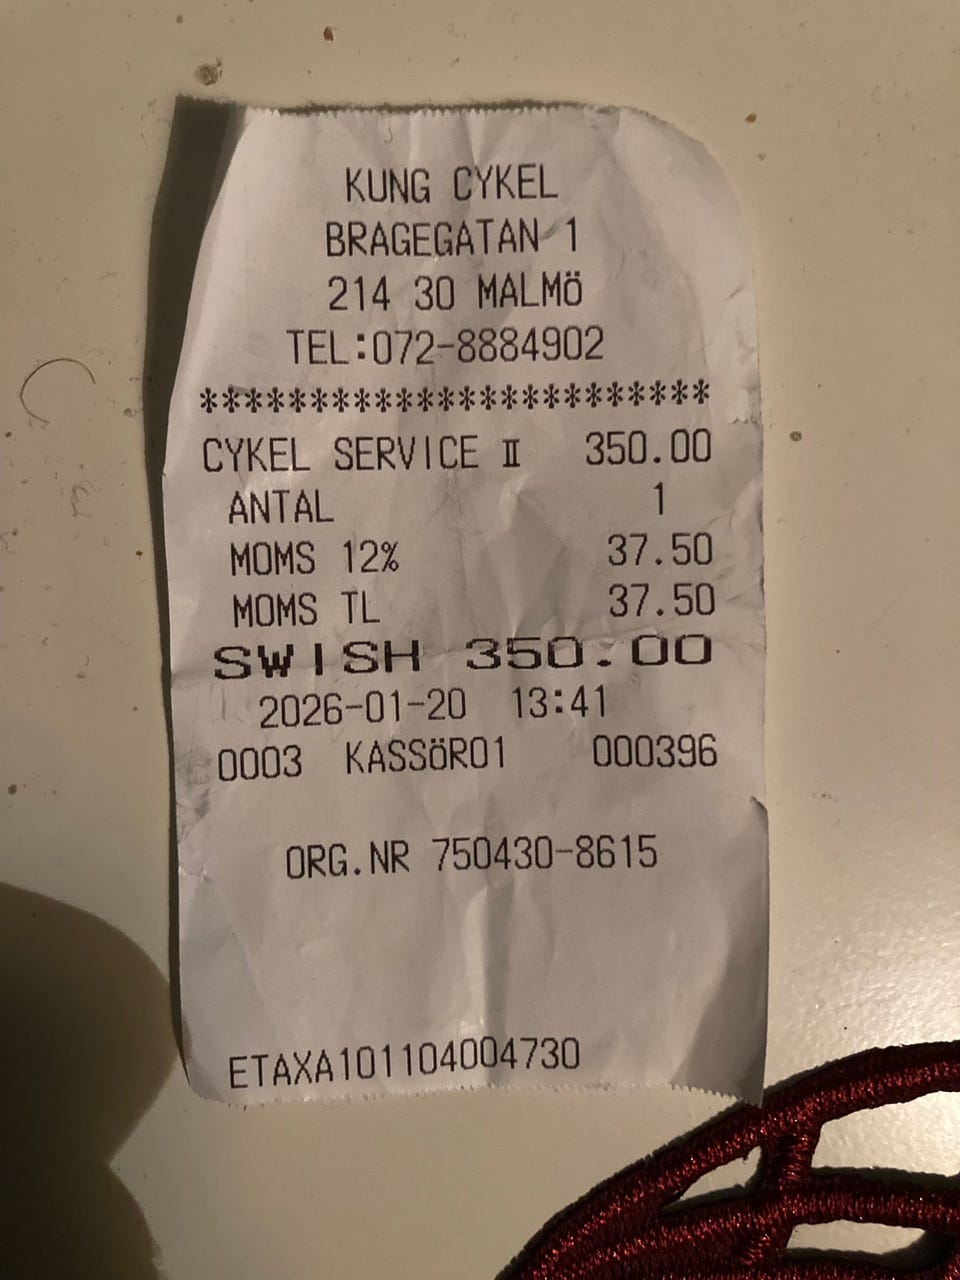 KUNG CYKEL
BRAGEGATAN 1
214 30 MALMÖ
TEL:072-8884902
************************
CYKEL SERVICE II 350.00
ANTAL 1
MOMS 12% 37.50
MOMS TL 37.50
SWISH 350.00
2026-01-20 13:41
0003 KASSÖR01 000396
ORG.NR 750430-8615
ETAXA101104004730